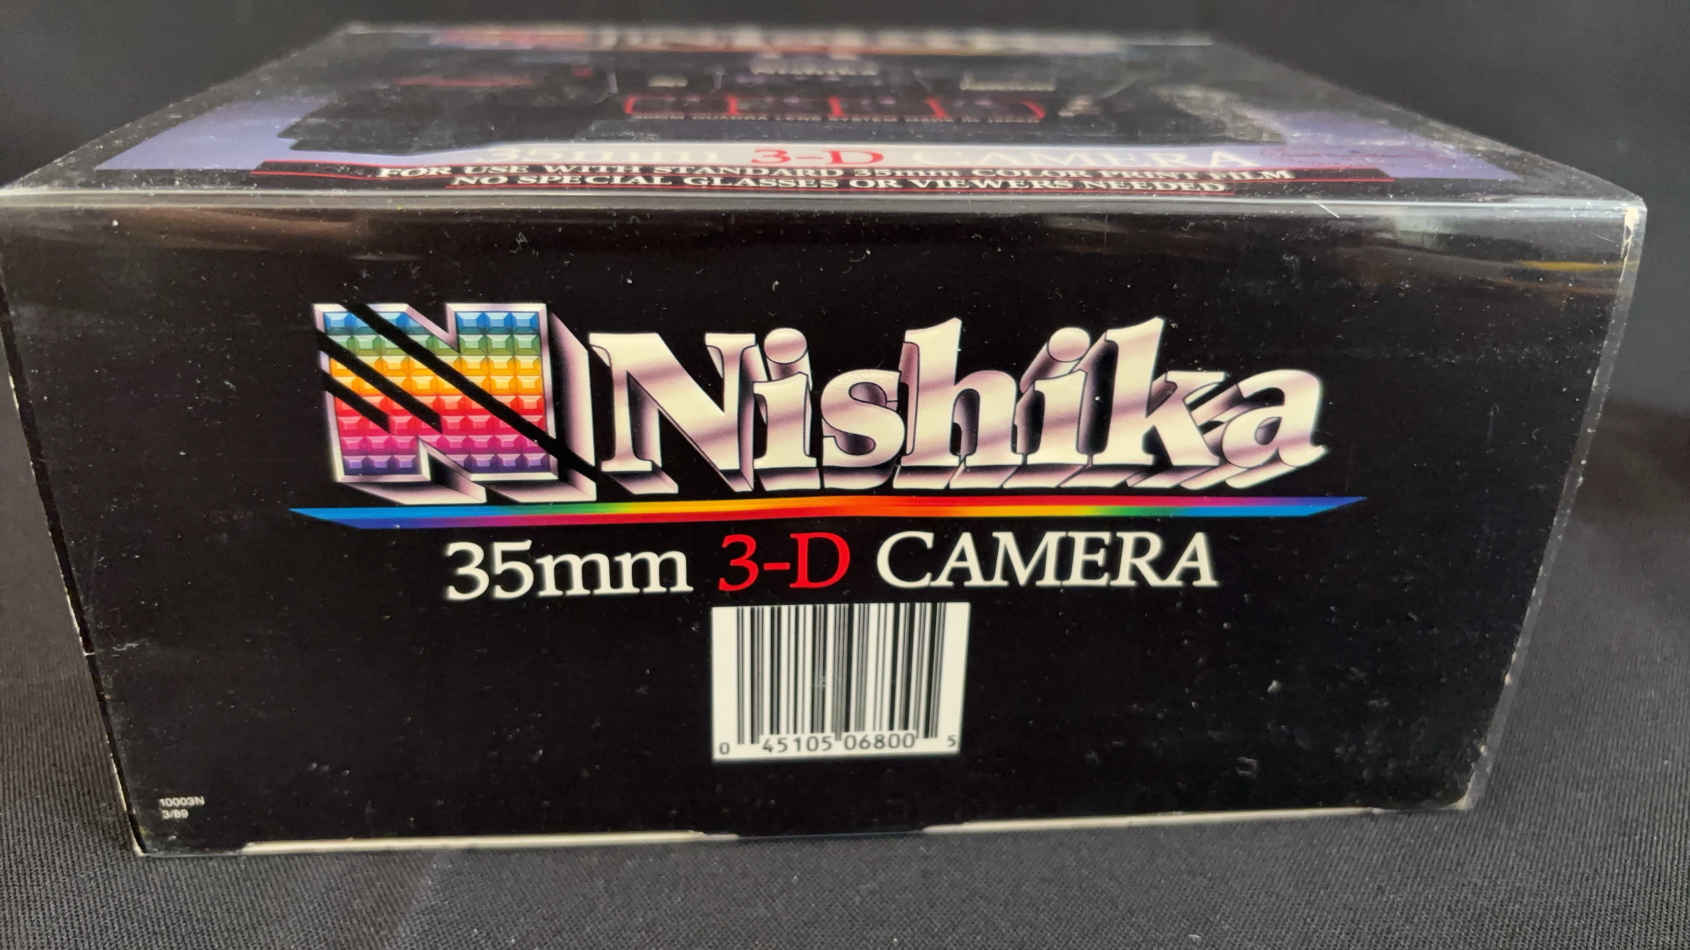 35mm 3-D CAMERA
FOR USE WITH STANDARD 35mm COLOR PRINT FILM
NO SPECIAL GLASSES OR VIEWERS NEEDED
N Nishika
35mm 3-D CAMERA
0 45105 06800 5
10003N
3/89